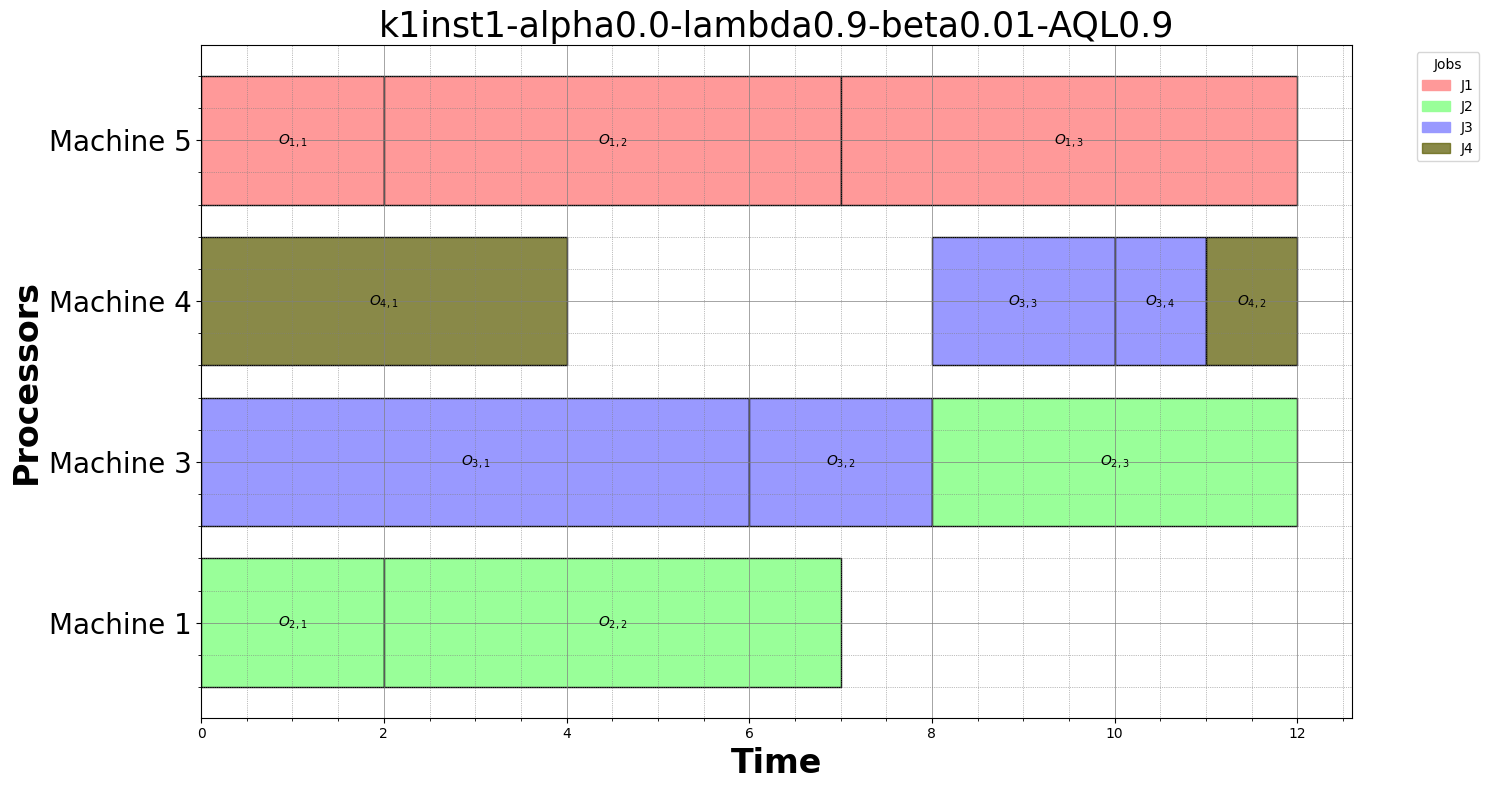 k1inst1-alpha0.0-lambda0.9-beta0.01-AQL0.9
Jobs
J1
J2
J3
J4
Processors
Machine 5
O1,1
O1,2
O1,3
Machine 4
O4,1
O3,3
O3,4
O4,2
Machine 3
O3,1
O3,2
O2,3
Machine 1
O2,1
O2,2
0 2 4 6 8 10 12
Time